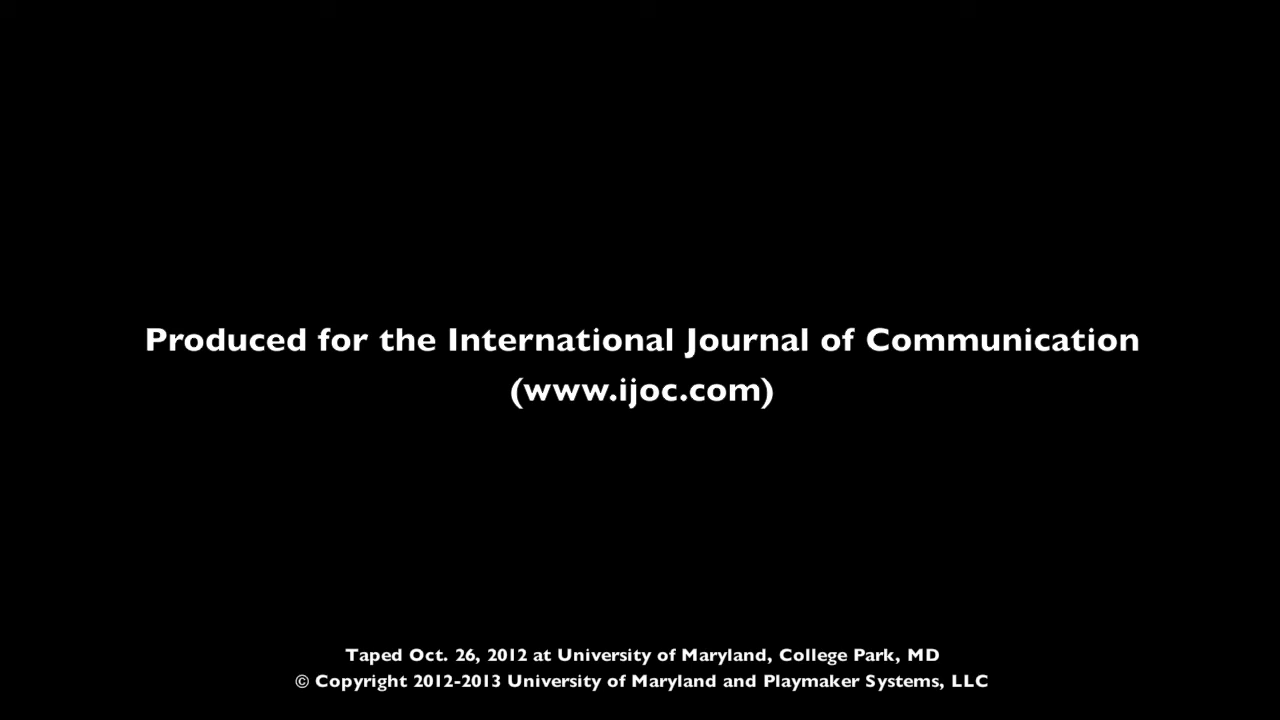 Produced for the International Journal of Communication
(www.ijoc.com)
Taped Oct. 26, 2012 at University of Maryland, College Park, MD
© Copyright 2012-2013 University of Maryland and Playmaker Systems, LLC